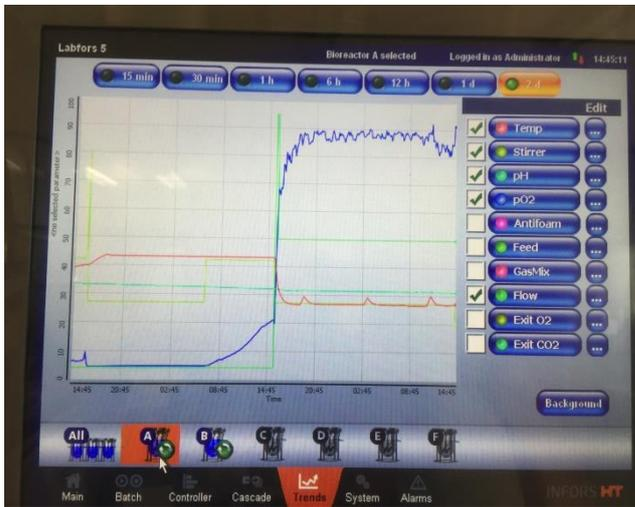 Labfors 5
Bioreactor A selected
Logged in as Administrator
14:45:11
15 min
30 min
1 h
6 h
12 h
1 d
2 d
Edit
Temp
Stirrer
pH
pO2
Antifoam
Feed
GasMix
Flow
Exit O2
Exit CO2
Background
<no selected parameter>
100
90
80
70
60
50
40
30
20
10
0
14:45 20:45 02:45 08:45 14:45 20:45 02:45 08:45 14:45
Time
All A B C D E F
Main Batch Controller Cascade Trends System Alarms
INFORS HT